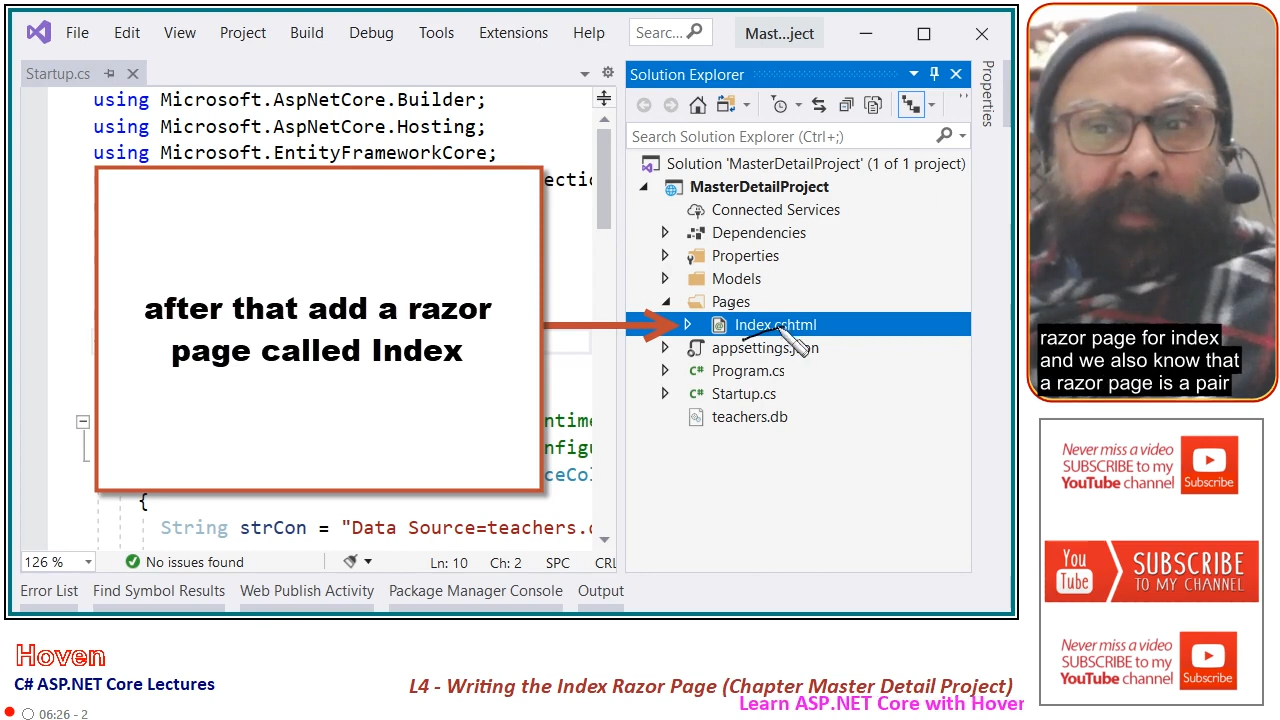 File Edit View Project Build Debug Tools Extensions Help Searc... Mast...ject
Startup.cs
using Microsoft.AspNetCore.Builder;
using Microsoft.AspNetCore.Hosting;
using Microsoft.EntityFrameworkCore;
after that add a razor
page called Index
{
String strCon = "Data Source=teachers.
126 % No issues found Ln: 10 Ch: 2 SPC CRL
Error List Find Symbol Results Web Publish Activity Package Manager Console Output
Solution Explorer
Search Solution Explorer (Ctrl+;)
Solution 'MasterDetailProject' (1 of 1 project)
MasterDetailProject
Connected Services
Dependencies
Properties
Models
Pages
Index.cshtml
appsettings.json
Program.cs
Startup.cs
teachers.db
Properties
razor page for index
and we also know that
a razor page is a pair
Never miss a video
SUBSCRIBE to my
YouTube channel
Subscribe
You
Tube
SUBSCRIBE
TO MY CHANNEL
Never miss a video
SUBSCRIBE to my
YouTube channel
Subscribe
Hoven
C# ASP.NET Core Lectures
L4 - Writing the Index Razor Page (Chapter Master Detail Project)
Learn ASP.NET Core with Hoven
06:26 - 2